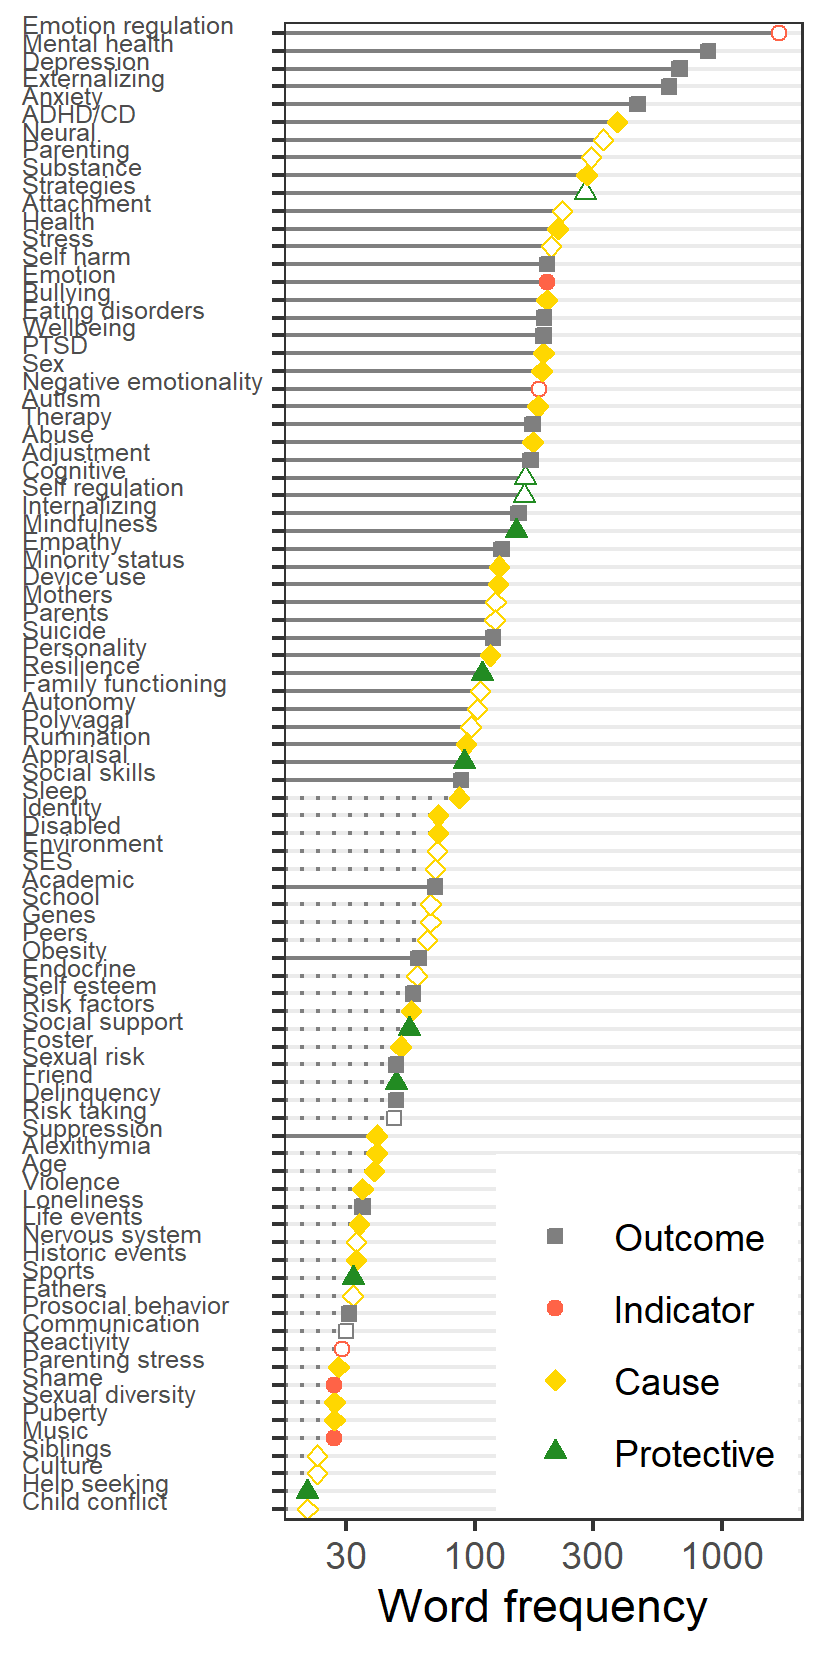 Emotion regulation
Mental health
Depression
Externalizing
Anxiety
ADHD/CD
Neural
Parenting
Substance
Strategies
Attachment
Health
Stress
Self harm
Emotion
Bullying
Eating disorders
Wellbeing
PTSD
Sex
Negative emotionality
Autism
Therapy
Abuse
Adjustment
Cognitive
Self regulation
Internalizing
Mindfulness
Empathy
Minority status
Device use
Mothers
Parents
Suicide
Personality
Resilience
Family functioning
Autonomy
Polyvagal
Rumination
Appraisal
Social skills
Sleep
Identity
Disabled
Environment
SES
Academic
School
Genes
Peers
Obesity
Endocrine
Self esteem
Risk factors
Social support
Foster
Sexual risk
Friend
Delinquency
Risk taking
Suppression
Alexithymia
Age
Violence
Loneliness
Life events
Nervous system
Historic events
Sports
Fathers
Prosocial behavior
Communication
Reactivity
Parenting stress
Shame
Sexual diversity
Puberty
Music
Siblings
Culture
Help seeking
Child conflict
Outcome
Indicator
Cause
Protective
30 100 300 1000
Word frequency